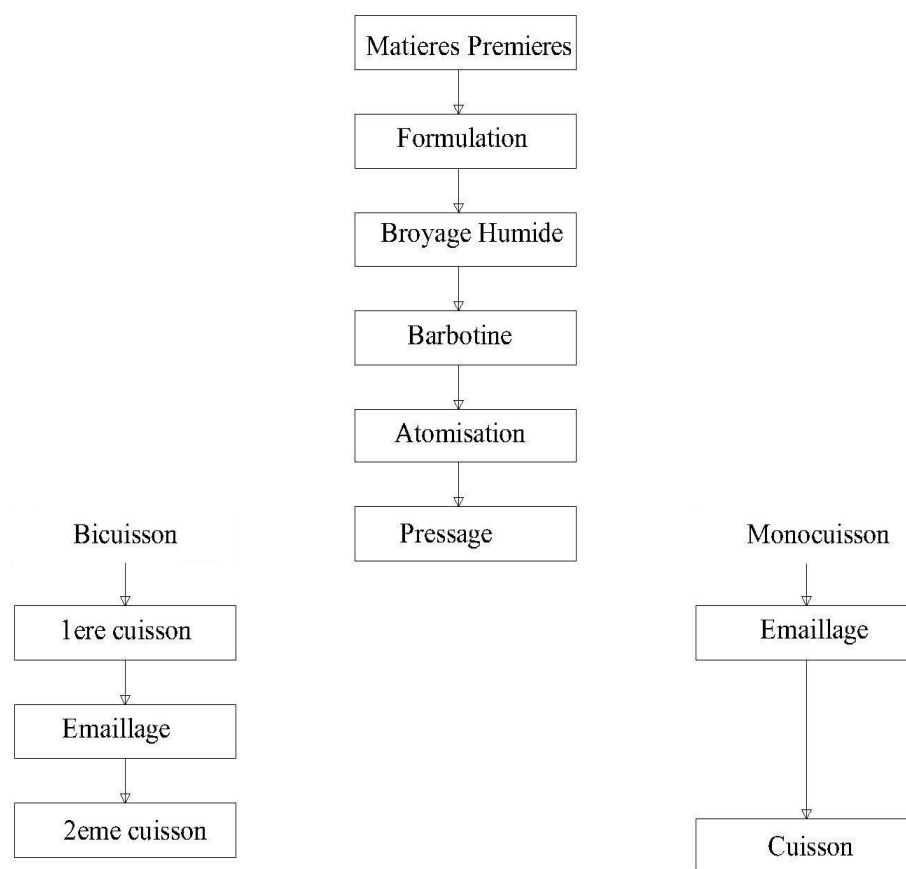 Matieres Premieres
Formulation
Broyage Humide
Barbotine
Atomisation
Pressage
Bicuisson
1ere cuisson
Emaillage
2eme cuisson
Monocuisson
Emaillage
Cuisson